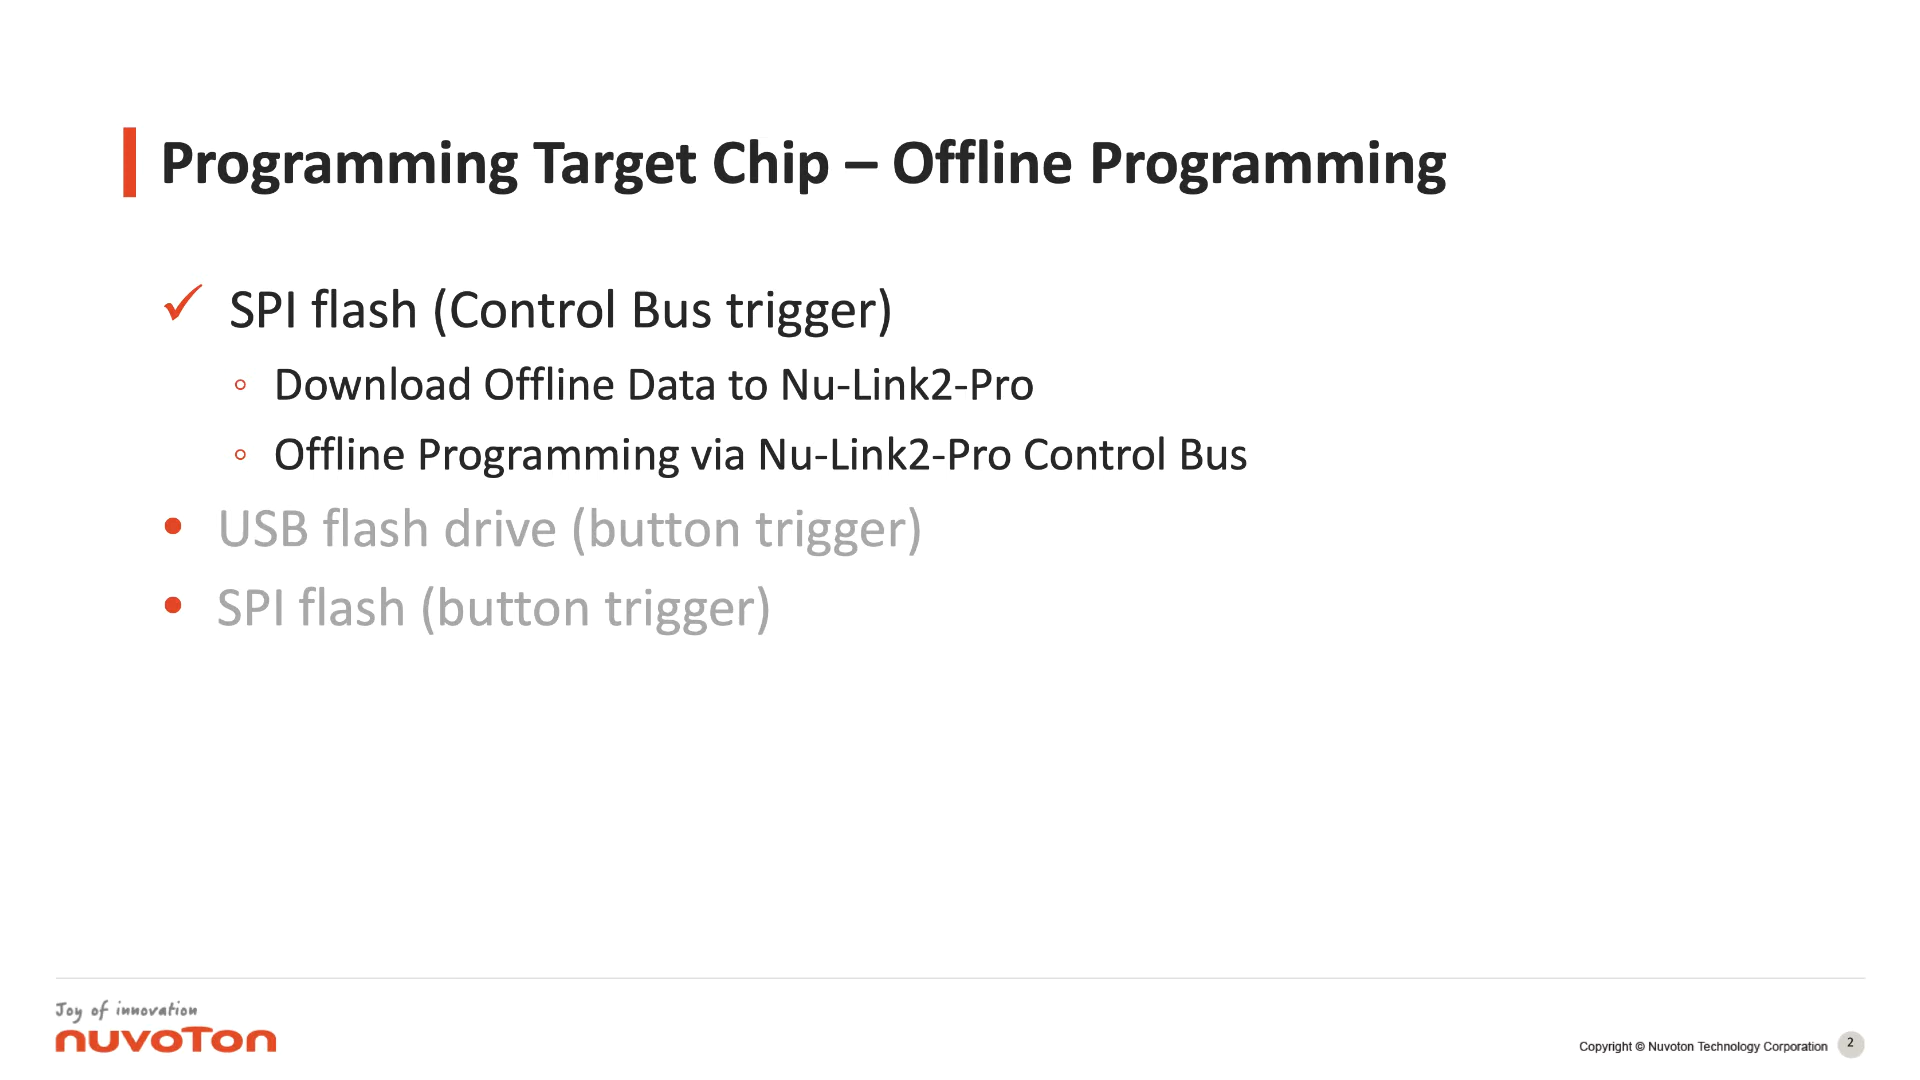 Programming Target Chip – Offline Programming
✓ SPI flash (Control Bus trigger)
◦ Download Offline Data to Nu-Link2-Pro
◦ Offline Programming via Nu-Link2-Pro Control Bus
• USB flash drive (button trigger)
• SPI flash (button trigger)
Joy of innovation
nuvoTon
Copyright © Nuvoton Technology Corporation 2